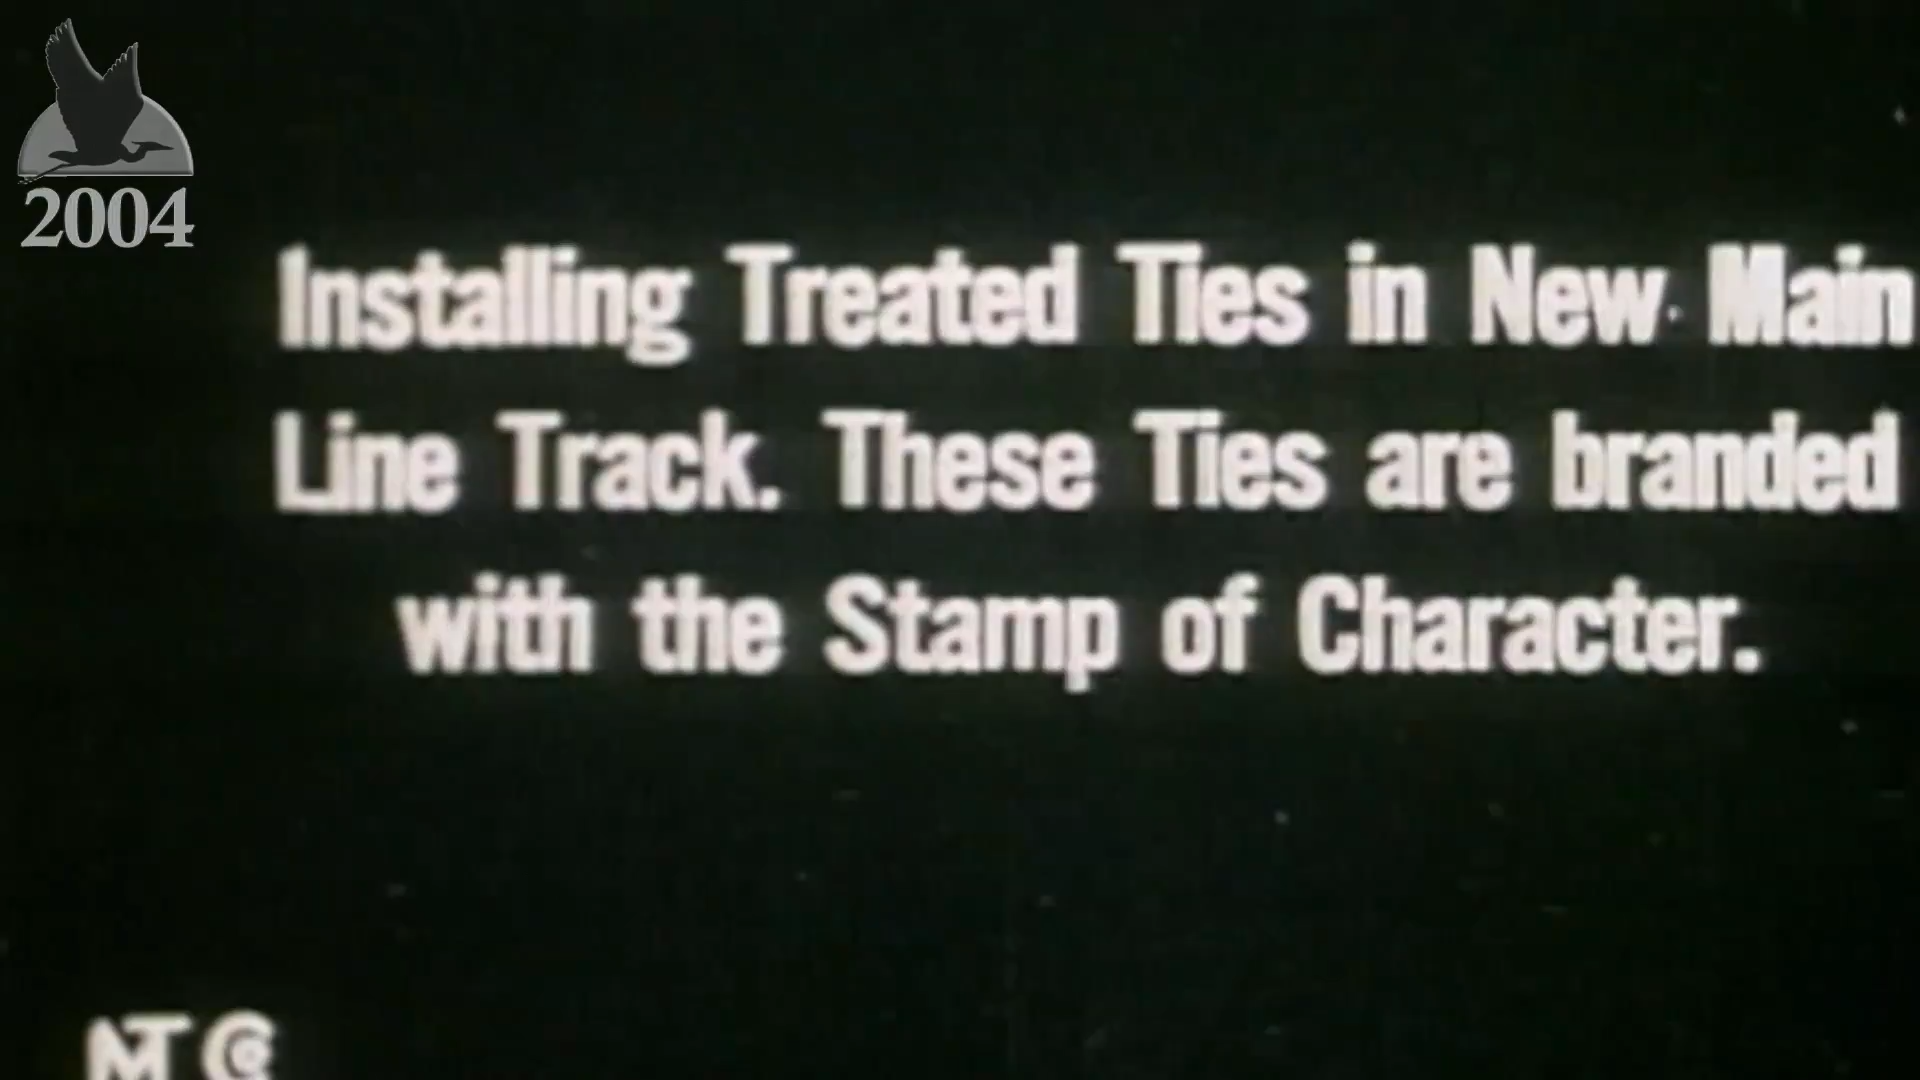 2004
Installing Treated Ties in New Main
Line Track. These Ties are branded
with the Stamp of Character.